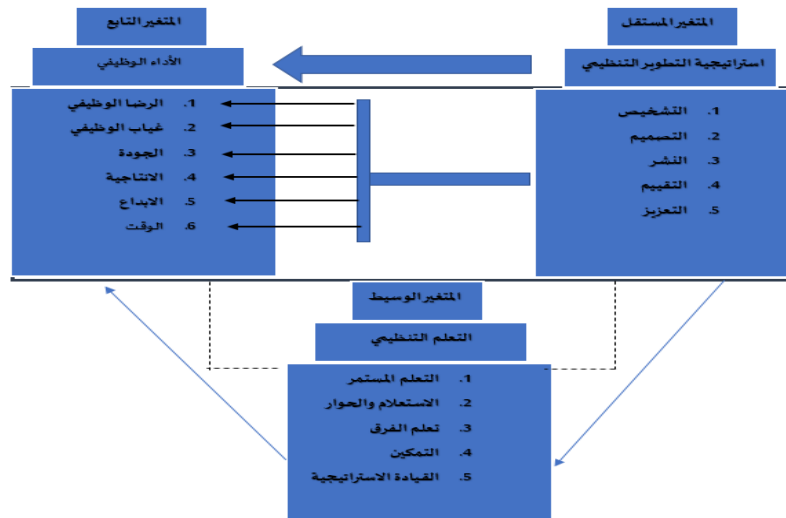 المتغير المستقل
استراتيجية التطوير التنظيمي
1. التشخيص
2. التصميم
3. النشر
4. التقييم
5. التعزيز
المتغير التابع
الأداء الوظيفي
1. الرضا الوظيفي
2. غياب الوظيفي
3. الجودة
4. الانتاجية
5. الابداع
6. الوقت
المتغير الوسيط
التعلم التنظيمي
1. التعلم المستمر
2. الاستعلام والحوار
3. تعلم الفرق
4. التمكين
5. القيادة الاستراتيجية